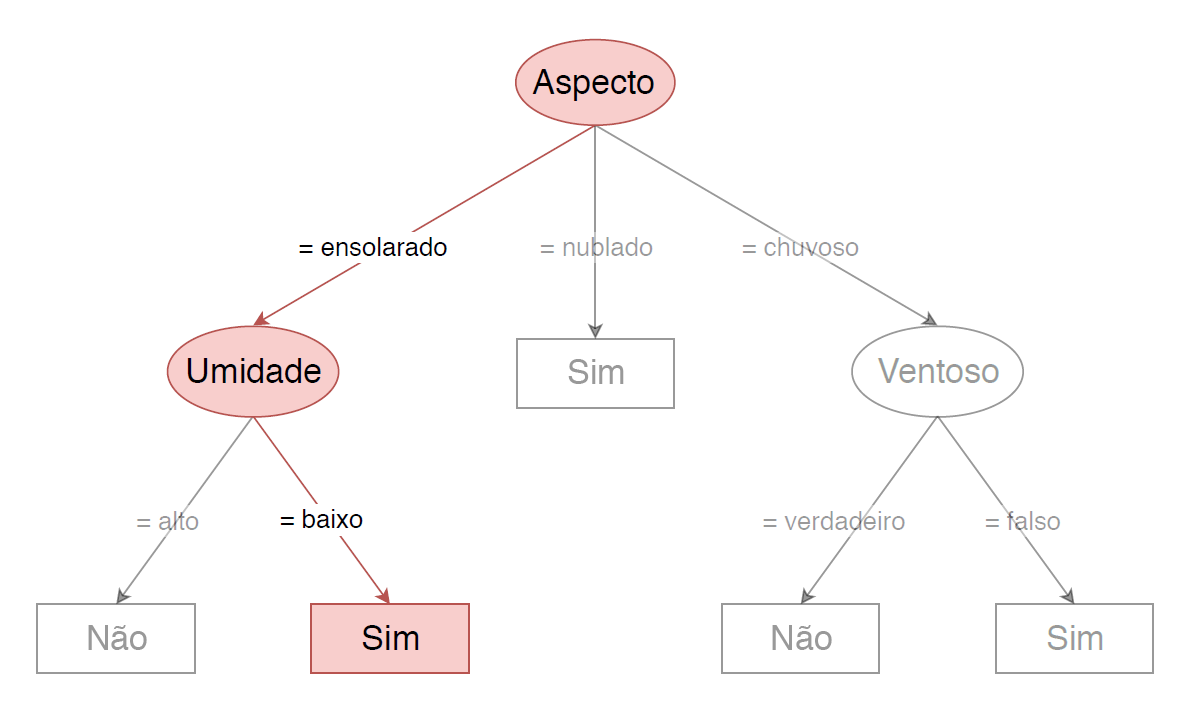 Aspecto
= ensolarado
= nublado
= chuvoso
Umidade
Sim
Ventoso
= alto
= baixo
= verdadeiro
= falso
Não
Sim
Não
Sim